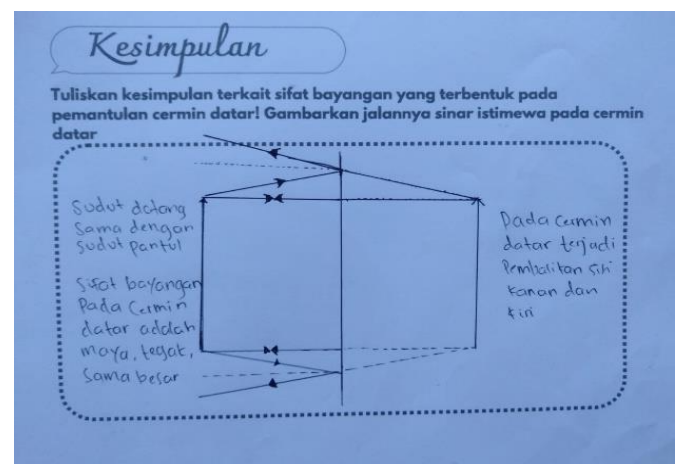 Kesimpulan
Tuliskan kesimpulan terkait sifat bayangan yang terbentuk pada
pemantulan cermin datar! Gambarkan jalannya sinar istimewa pada cermin
datar
Sudut datang
Sama dengan
sudut pantul
Sifat bayangan
Pada Cermin
datar addah
maya, tegak,
sama besar
Pada Cermin
datar terjadi
Pembalikan sisi
kanan dan
kiri